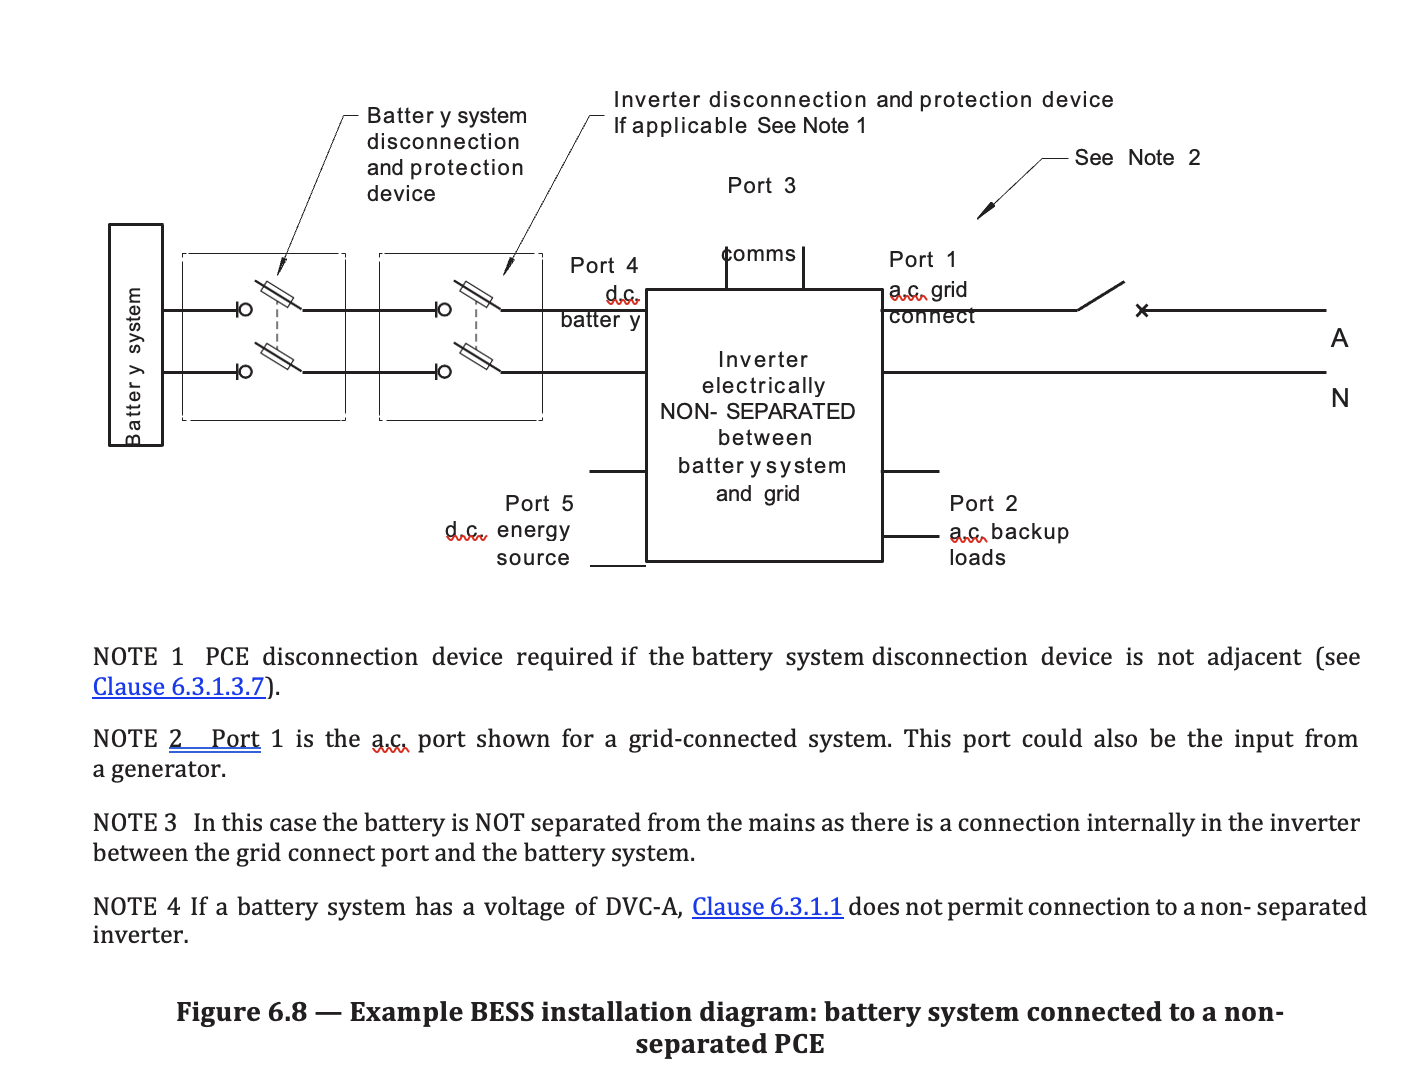 Inverter disconnection and protection device
If applicable See Note 1
Batter y system
disconnection
and protection
device
See Note 2
Port 3
comms
Port 4
d.c.
batter y
Port 1
a.c. grid
connect
Batter y system
A
N
Inverter
electrically
NON- SEPARATED
between
batter y system
and grid
Port 5
d.c. energy
source
Port 2
a.c. backup
loads
NOTE 1 PCE disconnection device required if the battery system disconnection device is not adjacent (see
Clause 6.3.1.3.7).
NOTE 2 Port 1 is the a.c. port shown for a grid-connected system. This port could also be the input from
a generator.
NOTE 3 In this case the battery is NOT separated from the mains as there is a connection internally in the inverter
between the grid connect port and the battery system.
NOTE 4 If a battery system has a voltage of DVC-A, Clause 6.3.1.1 does not permit connection to a non- separated
inverter.
Figure 6.8 — Example BESS installation diagram: battery system connected to a non-
separated PCE